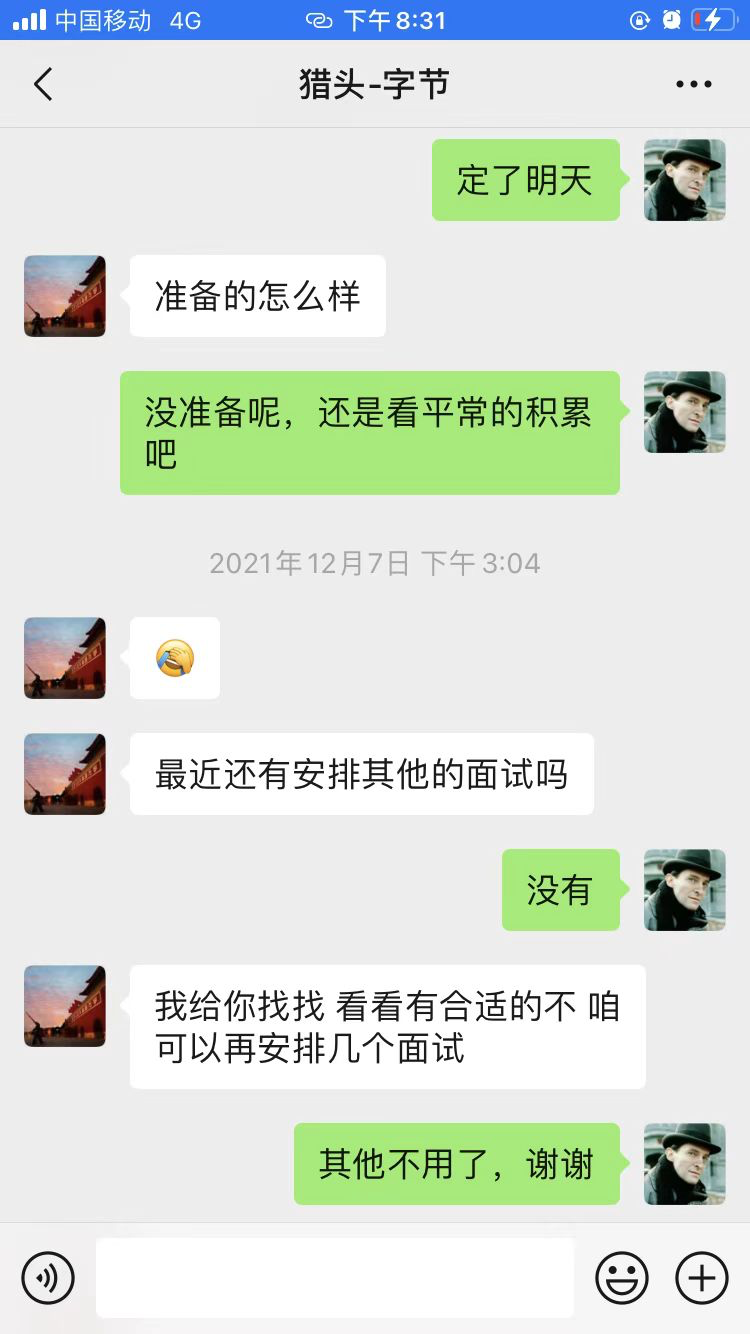 中国移动 4G 下午8:31
猎头-字节
定了明天
准备的怎么样
没准备呢，还是看平常的积累
吧
2021年12月7日 下午3:04
最近还有安排其他的面试吗
没有
我给你找找 看看有合适的不 咱
可以再安排几个面试
其他不用了，谢谢